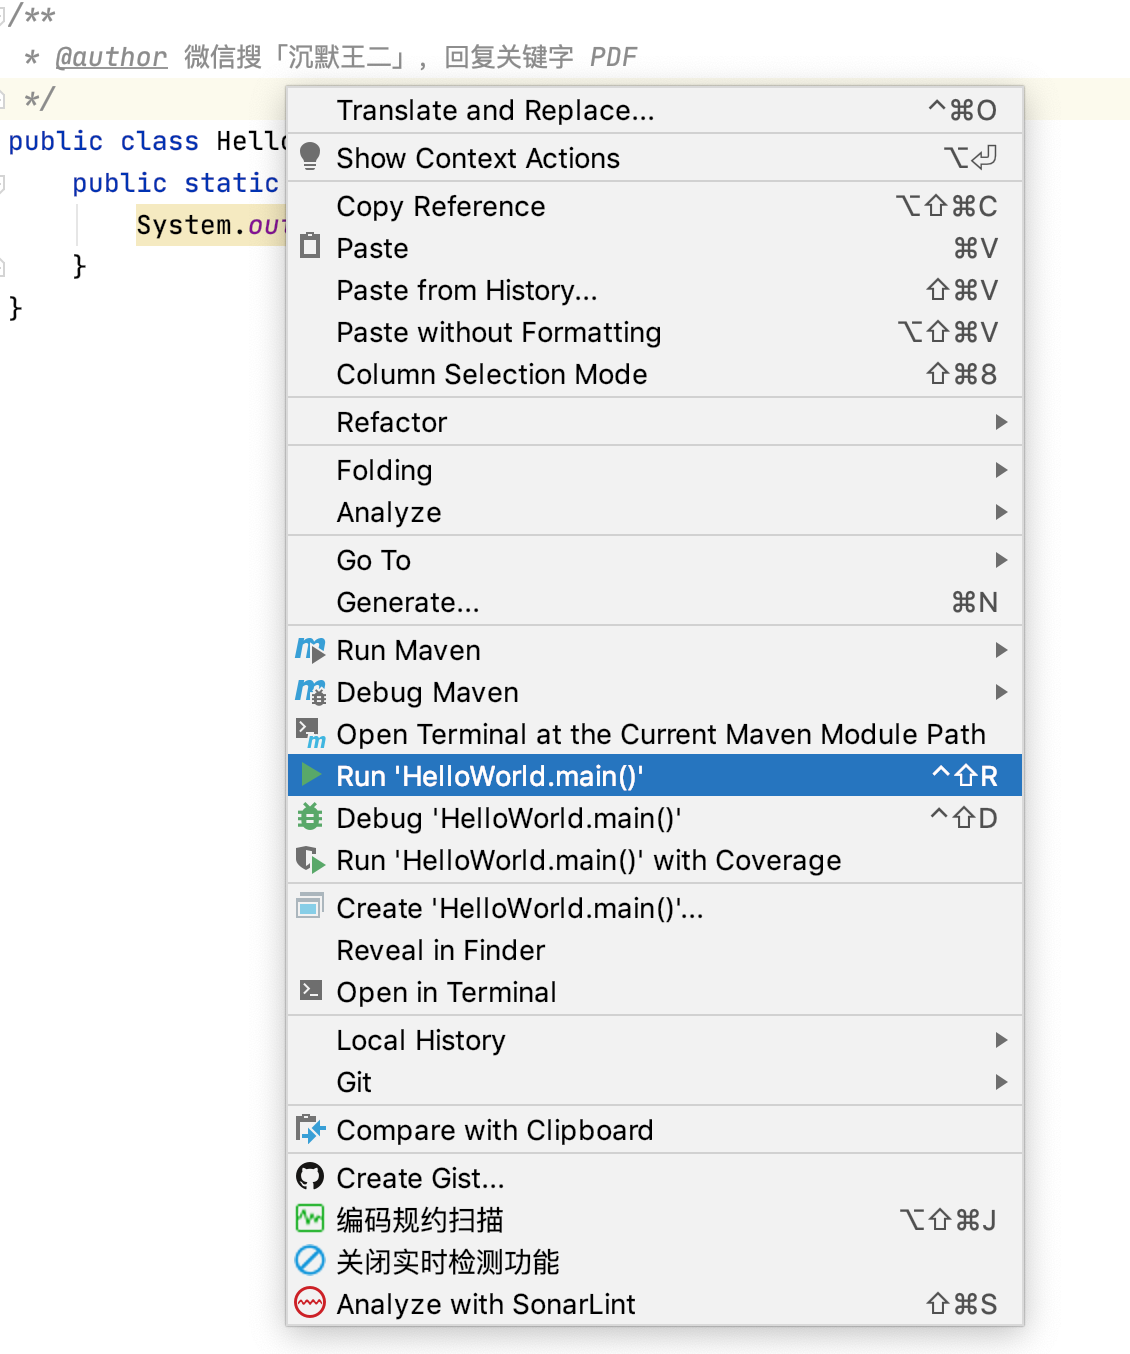 /**
* @author 微信搜「沉默王二」，回复关键字 PDF
*/
public class Hello
public static
System.out
}
}
Translate and Replace... ^⌘O
Show Context Actions ⌥⏎
Copy Reference ⌥⇧⌘C
Paste ⌘V
Paste from History... ⇧⌘V
Paste without Formatting ⌥⇧⌘V
Column Selection Mode ⇧⌘8
Refactor
Folding
Analyze
Go To
Generate... ⌘N
Run Maven
Debug Maven
Open Terminal at the Current Maven Module Path
Run 'HelloWorld.main()' ^⇧R
Debug 'HelloWorld.main()' ^⇧D
Run 'HelloWorld.main()' with Coverage
Create 'HelloWorld.main()'...
Reveal in Finder
Open in Terminal
Local History
Git
Compare with Clipboard
Create Gist...
编码规约扫描 ⌥⇧⌘J
关闭实时检测功能
Analyze with SonarLint ⇧⌘S